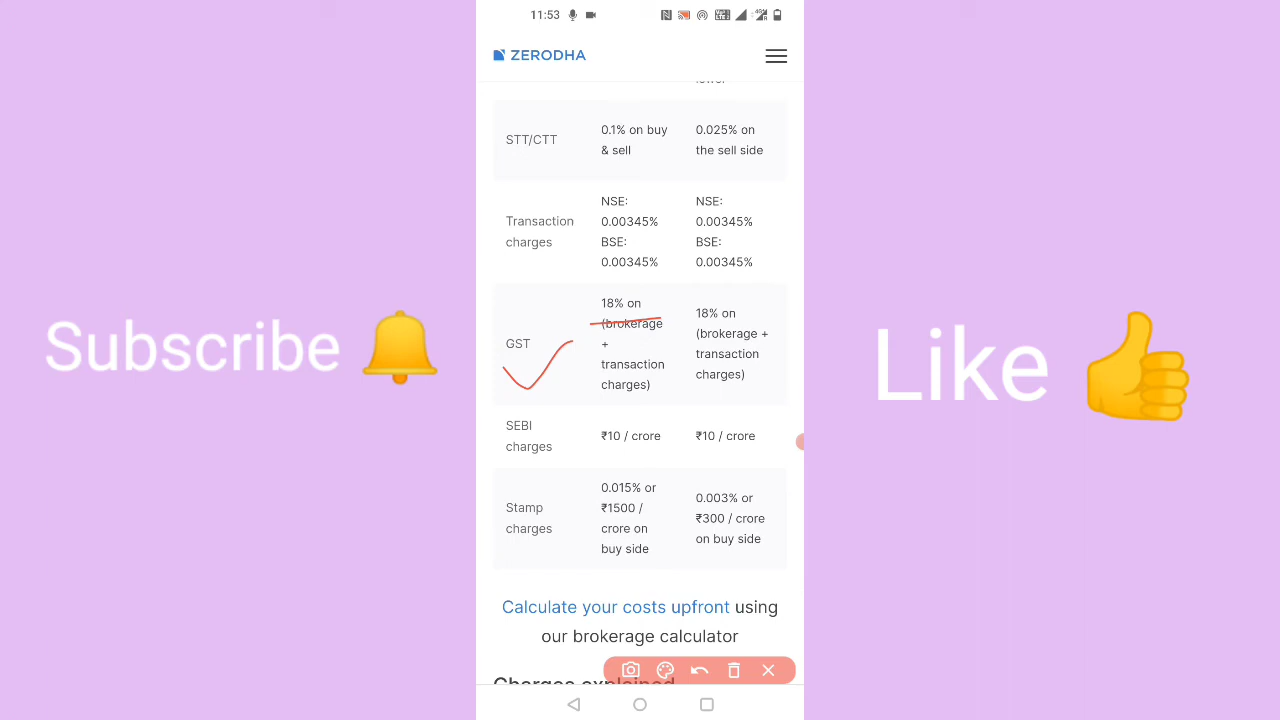 11:53
ZERODHA
STT/CTT
0.1% on buy
& sell
0.025% on
the sell side
Transaction
charges
NSE:
0.00345%
BSE:
0.00345%
NSE:
0.00345%
BSE:
0.00345%
GST
18% on
(brokerage
+
transaction
charges)
18% on
(brokerage +
transaction
charges)
SEBI
charges
₹10 / crore
₹10 / crore
Stamp
charges
0.015% or
₹1500 /
crore on
buy side
0.003% or
₹300 / crore
on buy side
Calculate your costs upfront using
our brokerage calculator
Charges explained
Subscribe
Like